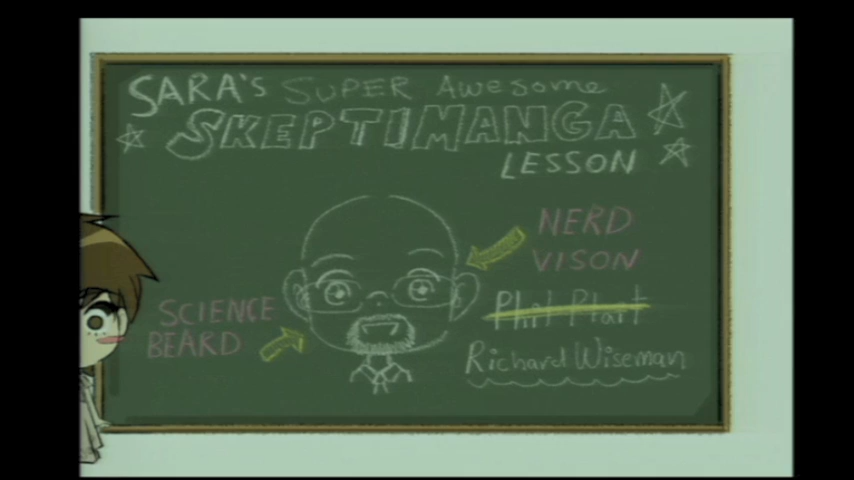 SARA'S SUPER AWesome
SKEPTIMANGA
LESSON
NERD
VISON
SCIENCE
BEARD
Phil Plait
Richard Wiseman